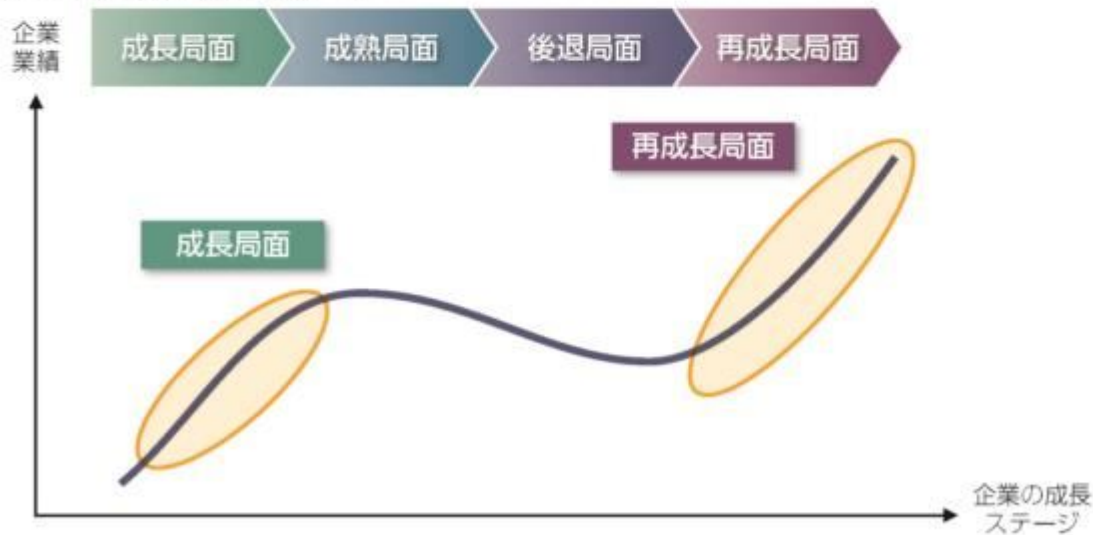 企業
業績
成長局面
成熟局面
後退局面
再成長局面
再成長局面
成長局面
企業の成長
ステージ